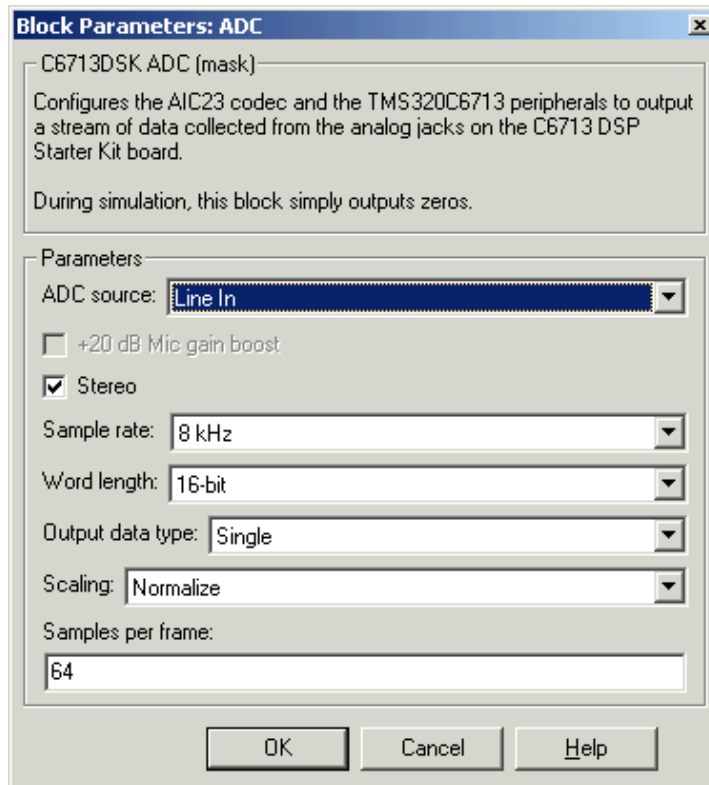 Block Parameters: ADC
C6713DSK ADC (mask)
Configures the AIC23 codec and the TMS320C6713 peripherals to output
a stream of data collected from the analog jacks on the C6713 DSP
Starter Kit board.
During simulation, this block simply outputs zeros.
Parameters
ADC source: Line In
+20 dB Mic gain boost
Stereo
Sample rate: 8 kHz
Word length: 16-bit
Output data type: Single
Scaling: Normalize
Samples per frame:
64
OK Cancel Help